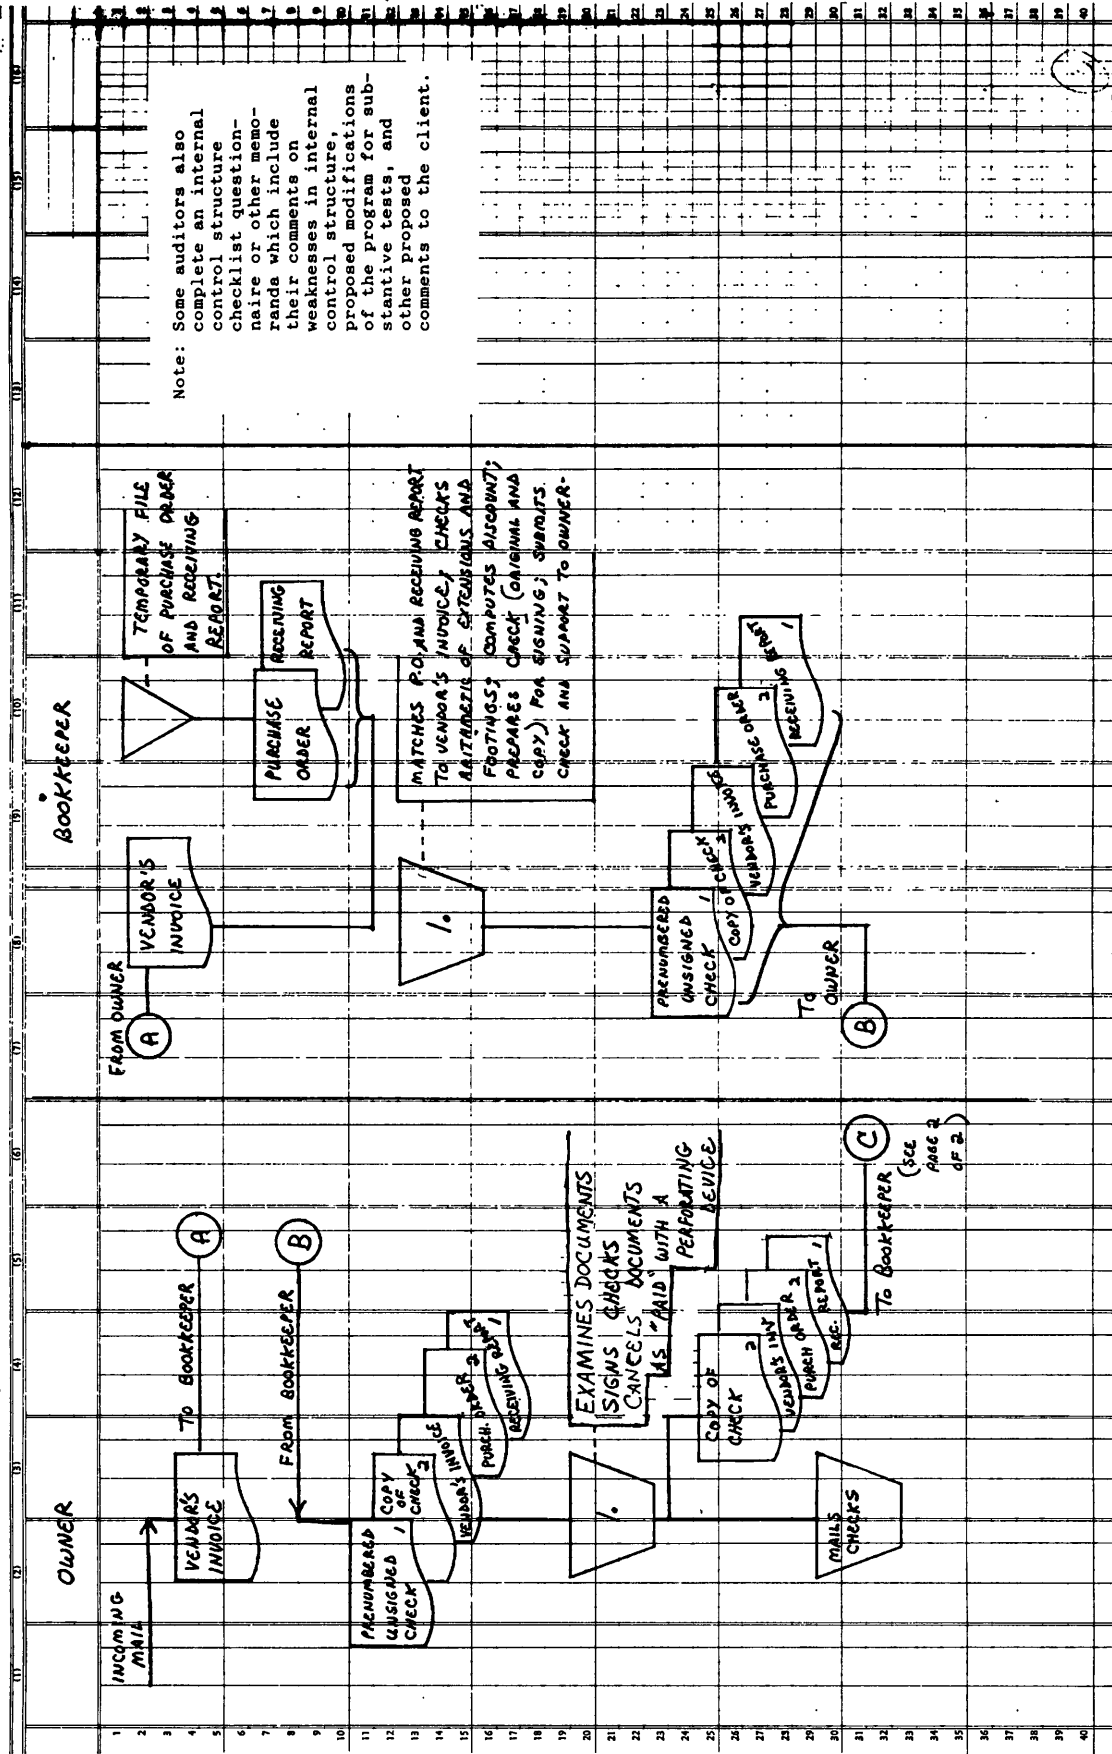 OWNER
INCOMING
MAIL
VENDOR'S
INVOICE
TO BOOKKEEPER
A
FROM BOOKKEEPER
B
PRENUMBERED
UNSIGNED
CHECK
1
COPY
OF
CHECK 2
VENDOR'S INVOICE
PURCH. ORDER 2
RECEIVING REPORT 1
1.
EXAMINES DOCUMENTS
SIGNS CHECKS
CANCELS DOCUMENTS
AS "PAID" WITH A
PERFORATING
DEVICE
COPY OF
CHECK
2
VENDOR'S INV
PURCH ORDER 2
REC. REPORT 1
MAILS
CHECKS
TO BOOKKEEPER
C
(SEE
PAGE 2
OF 2)
BOOKKEEPER
FROM OWNER
A
VENDOR'S
INVOICE
TEMPORARY FILE
OF PURCHASE ORDER
AND RECEIVING
REPORT.
PURCHASE
ORDER
RECEIVING
REPORT
1.
MATCHES P.O. AND RECEIVING REPORT
TO VENDOR'S INVOICE; CHECKS
ARITHMETIC OF EXTENSIONS AND
FOOTINGS; COMPUTES DISCOUNT;
PREPARES CHECK (ORIGINAL AND
COPY) FOR SIGNING; SUBMITS
CHECK AND SUPPORT TO OWNER-
PRENUMBERED
UNSIGNED
CHECK
1
COPY OF CHECK 2
VENDOR'S INVOICE
PURCHASE ORDER 2
RECEIVING REPORT 1
TO
OWNER
B
Note: Some auditors also
complete an internal
control structure
checklist question-
naire or other memo-
randa which include
their comments on
weaknesses in internal
control structure,
proposed modifications
of the program for sub-
stantive tests, and
other proposed
comments to the client.